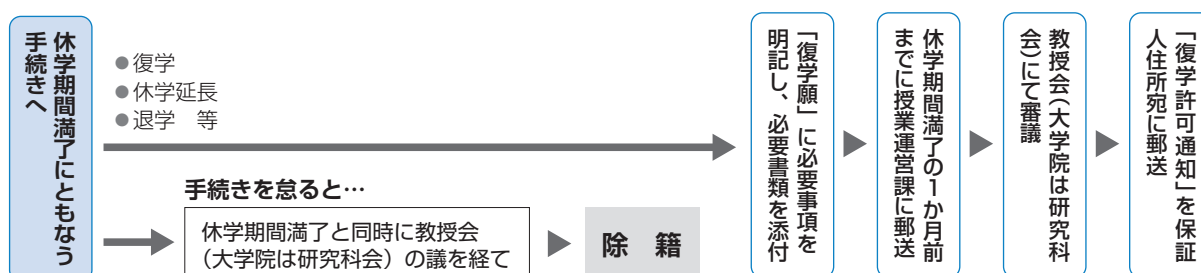 休学期間満了にともなう
手続きへ
●復学
●休学延長
●退学　等
手続きを怠ると…
休学期間満了と同時に教授会
（大学院は研究科会）の議を経て
除　籍
「復学願」に必要事項を
明記し、必要書類を添付
休学期間満了の1か月前
までに授業運営課に郵送
教授会（大学院は研究科
会）にて審議
「復学許可通知」を保証
人住所宛に郵送